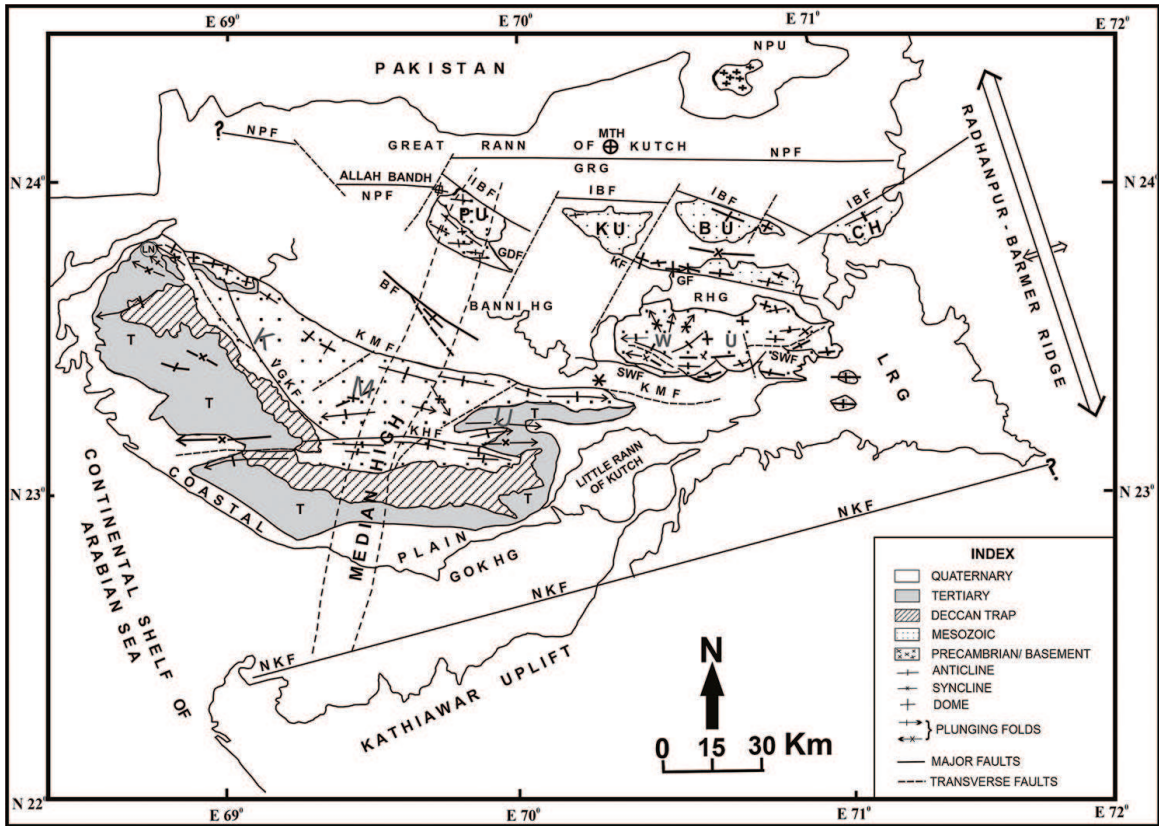 E 69° E 70° E 71° E 72°
NPU
PAKISTAN
RADHANPUR - BARMER RIDGE
? NPF
MTH
GREAT RANN OF KUTCH
NPF
GRG
N 24° N 24°
ALLAH BANDH
NPF
IBF
IBF
IBF
IBF
PU
KU
BU
CH
LN
GDF
KF
GF
BF
BANNI HG
RHG
K
KMF
W U
SWF
SWF
KMF
VGKF
M
LRG
T
T
U
T
KHF
MEDIAN HIGH
LITTLE RANN
OF KUTCH
?
N 23° N 23°
T
T
COASTAL PLAIN
GOKHG
NKF
NKF
NKF
CONTINENTAL SHELF OF
ARABIAN SEA
KATHIAWAR UPLIFT
N
0 15 30 Km
INDEX
QUATERNARY
TERTIARY
DECCAN TRAP
MESOZOIC
PRECAMBRIAN/ BASEMENT
ANTICLINE
SYNCLINE
DOME
PLUNGING FOLDS
MAJOR FAULTS
TRANSVERSE FAULTS
N 22° N 22°
E 69° E 70° E 71° E 72°